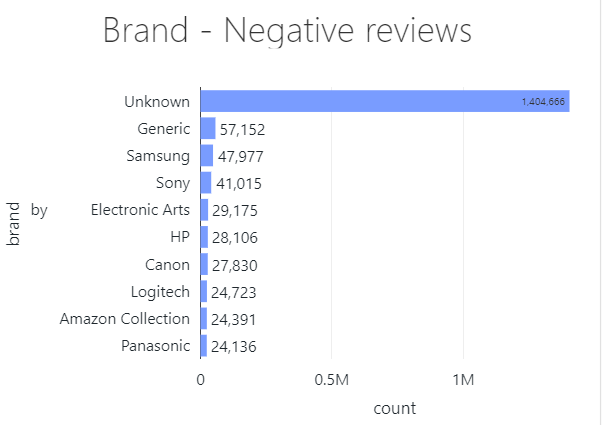 Brand - Negative reviews
brand
by
Unknown 1,404,666
Generic 57,152
Samsung 47,977
Sony 41,015
Electronic Arts 29,175
HP 28,106
Canon 27,830
Logitech 24,723
Amazon Collection 24,391
Panasonic 24,136
0 0.5M 1M
count